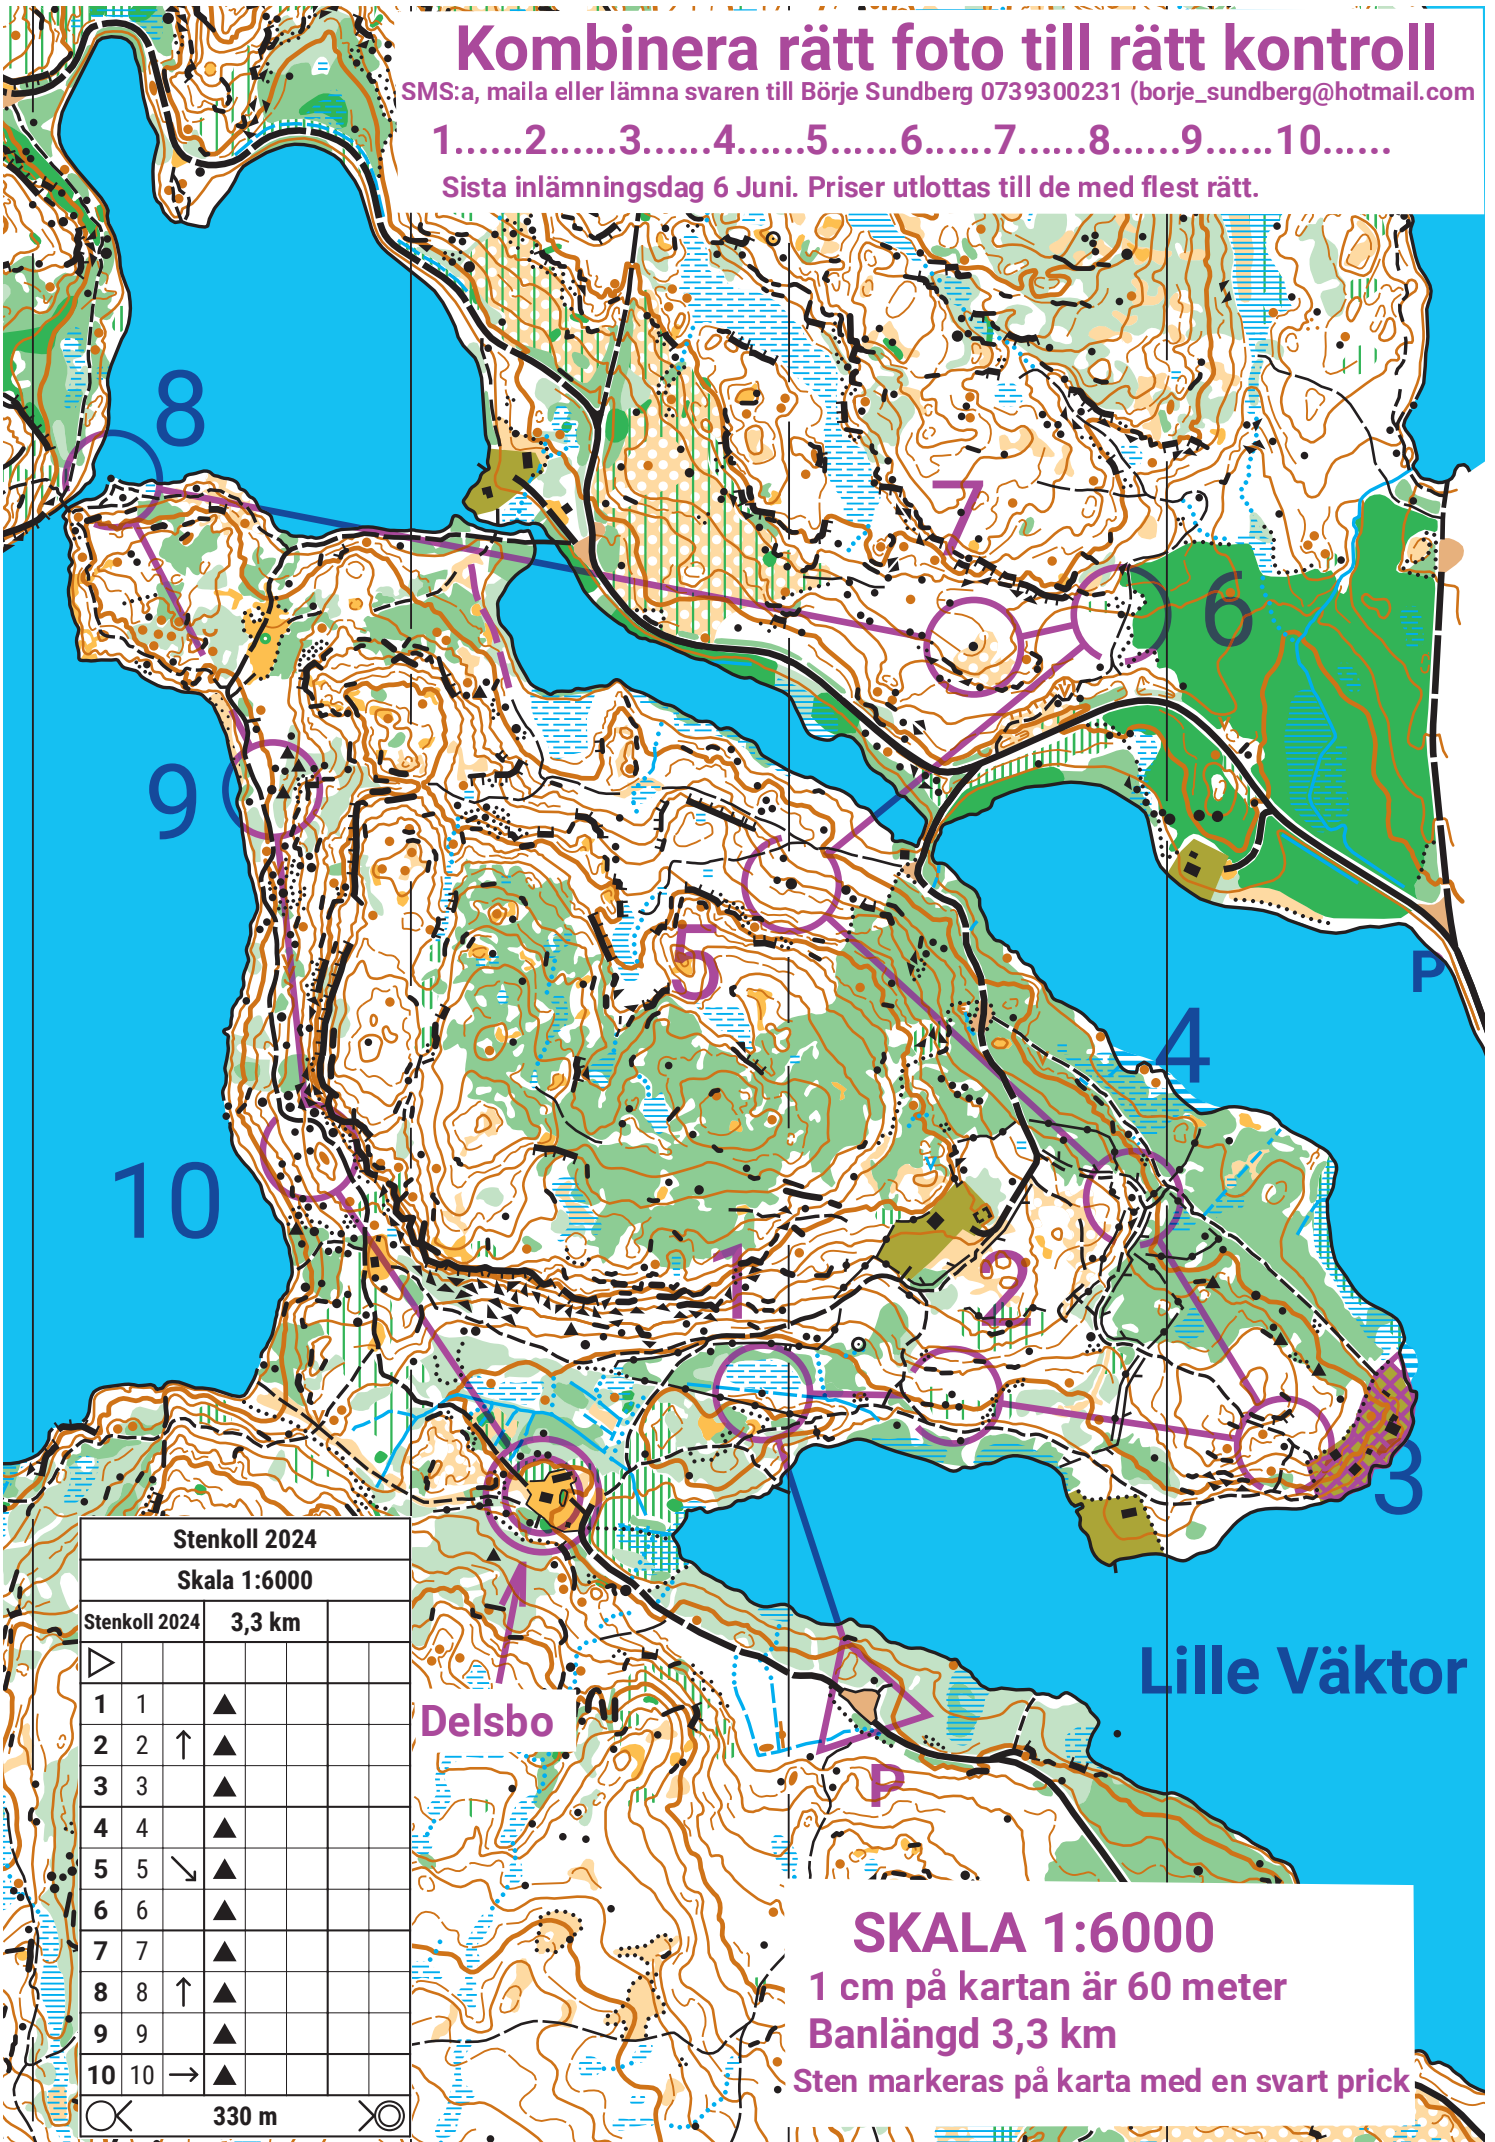 Kombinera rätt foto till rätt kontroll
SMS:a, maila eller lämna svaren till Börje Sundberg 0739300231 (borje_sundberg@hotmail.com
1......2......3......4......5......6......7......8......9......10......
Sista inlämningsdag 6 Juni. Priser utlottas till de med flest rätt.
8
7
6
9
5
P
4
10
1
2
3
Stenkoll 2024
Skala 1:6000
Stenkoll 2024 3,3 km
1 1
2 2 ↑
3 3
4 4
5 5 ↘
6 6
7 7
8 8 ↑
9 9
10 10 →
330 m
Delsbo
Lille Väktor
P
SKALA 1:6000
1 cm på kartan är 60 meter
Banlängd 3,3 km
Sten markeras på karta med en svart prick